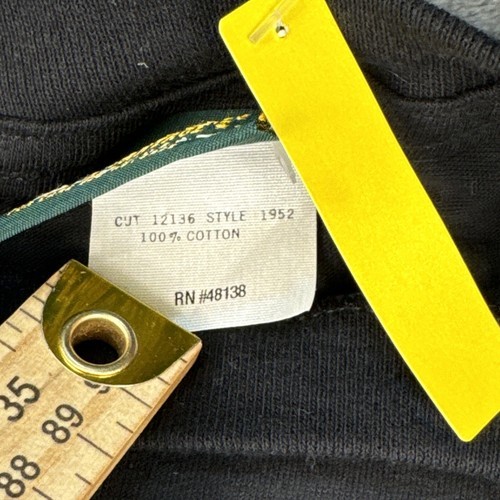 CUT 12136 STYLE 1952
100% COTTON
RN #48138
35
89
88